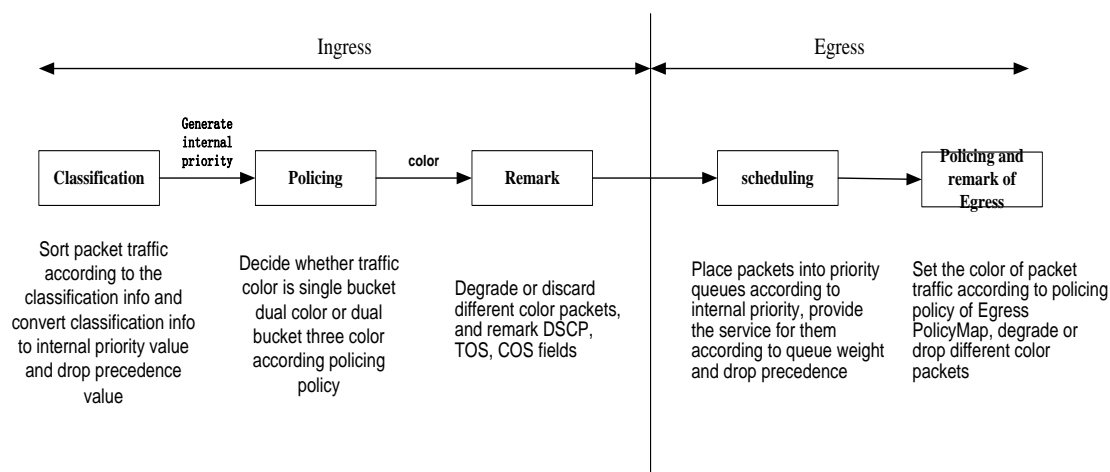 Ingress
Egress
Generate
internal
priority
color
Classification
Policing
Remark
scheduling
Policing and
remark of
Egress
Sort packet traffic
according to the
classification info and
convert classification info
to internal priority value
and drop precedence
value
Decide whether traffic
color is single bucket
dual color or dual
bucket three color
according policing
policy
Degrade or discard
different color packets,
and remark DSCP,
TOS, COS fields
Place packets into priority
queues according to
internal priority, provide
the service for them
according to queue weight
and drop precedence
Set the color of packet
traffic according to policing
policy of Egress
PolicyMap, degrade or
drop different color
packets